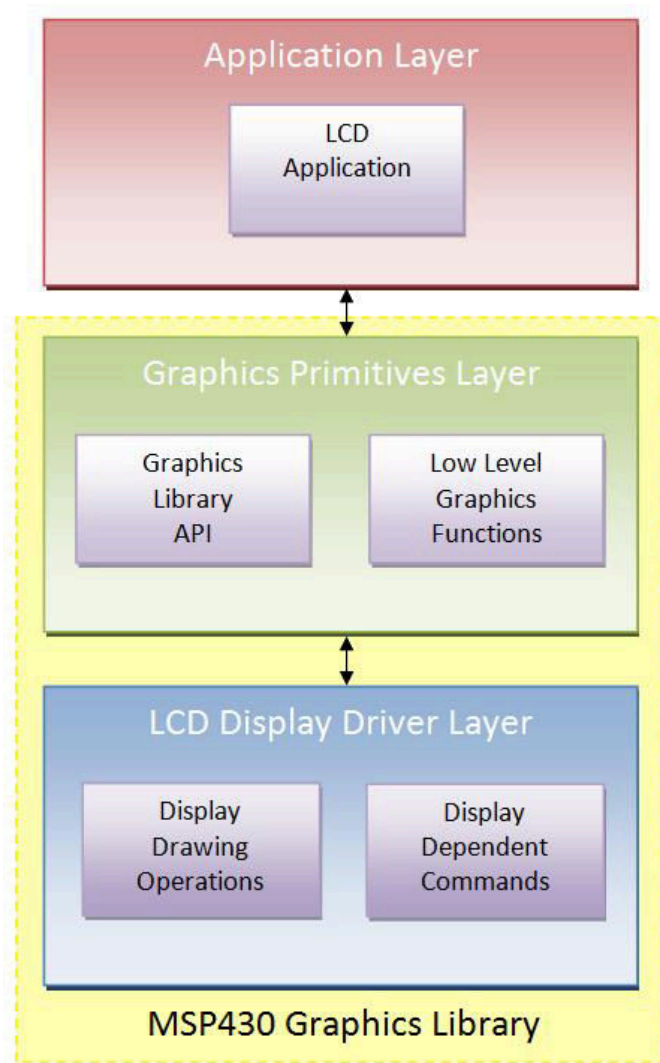 Application Layer
LCD
Application
Graphics Primitives Layer
Graphics
Library
API
Low Level
Graphics
Functions
LCD Display Driver Layer
Display
Drawing
Operations
Display
Dependent
Commands
MSP430 Graphics Library